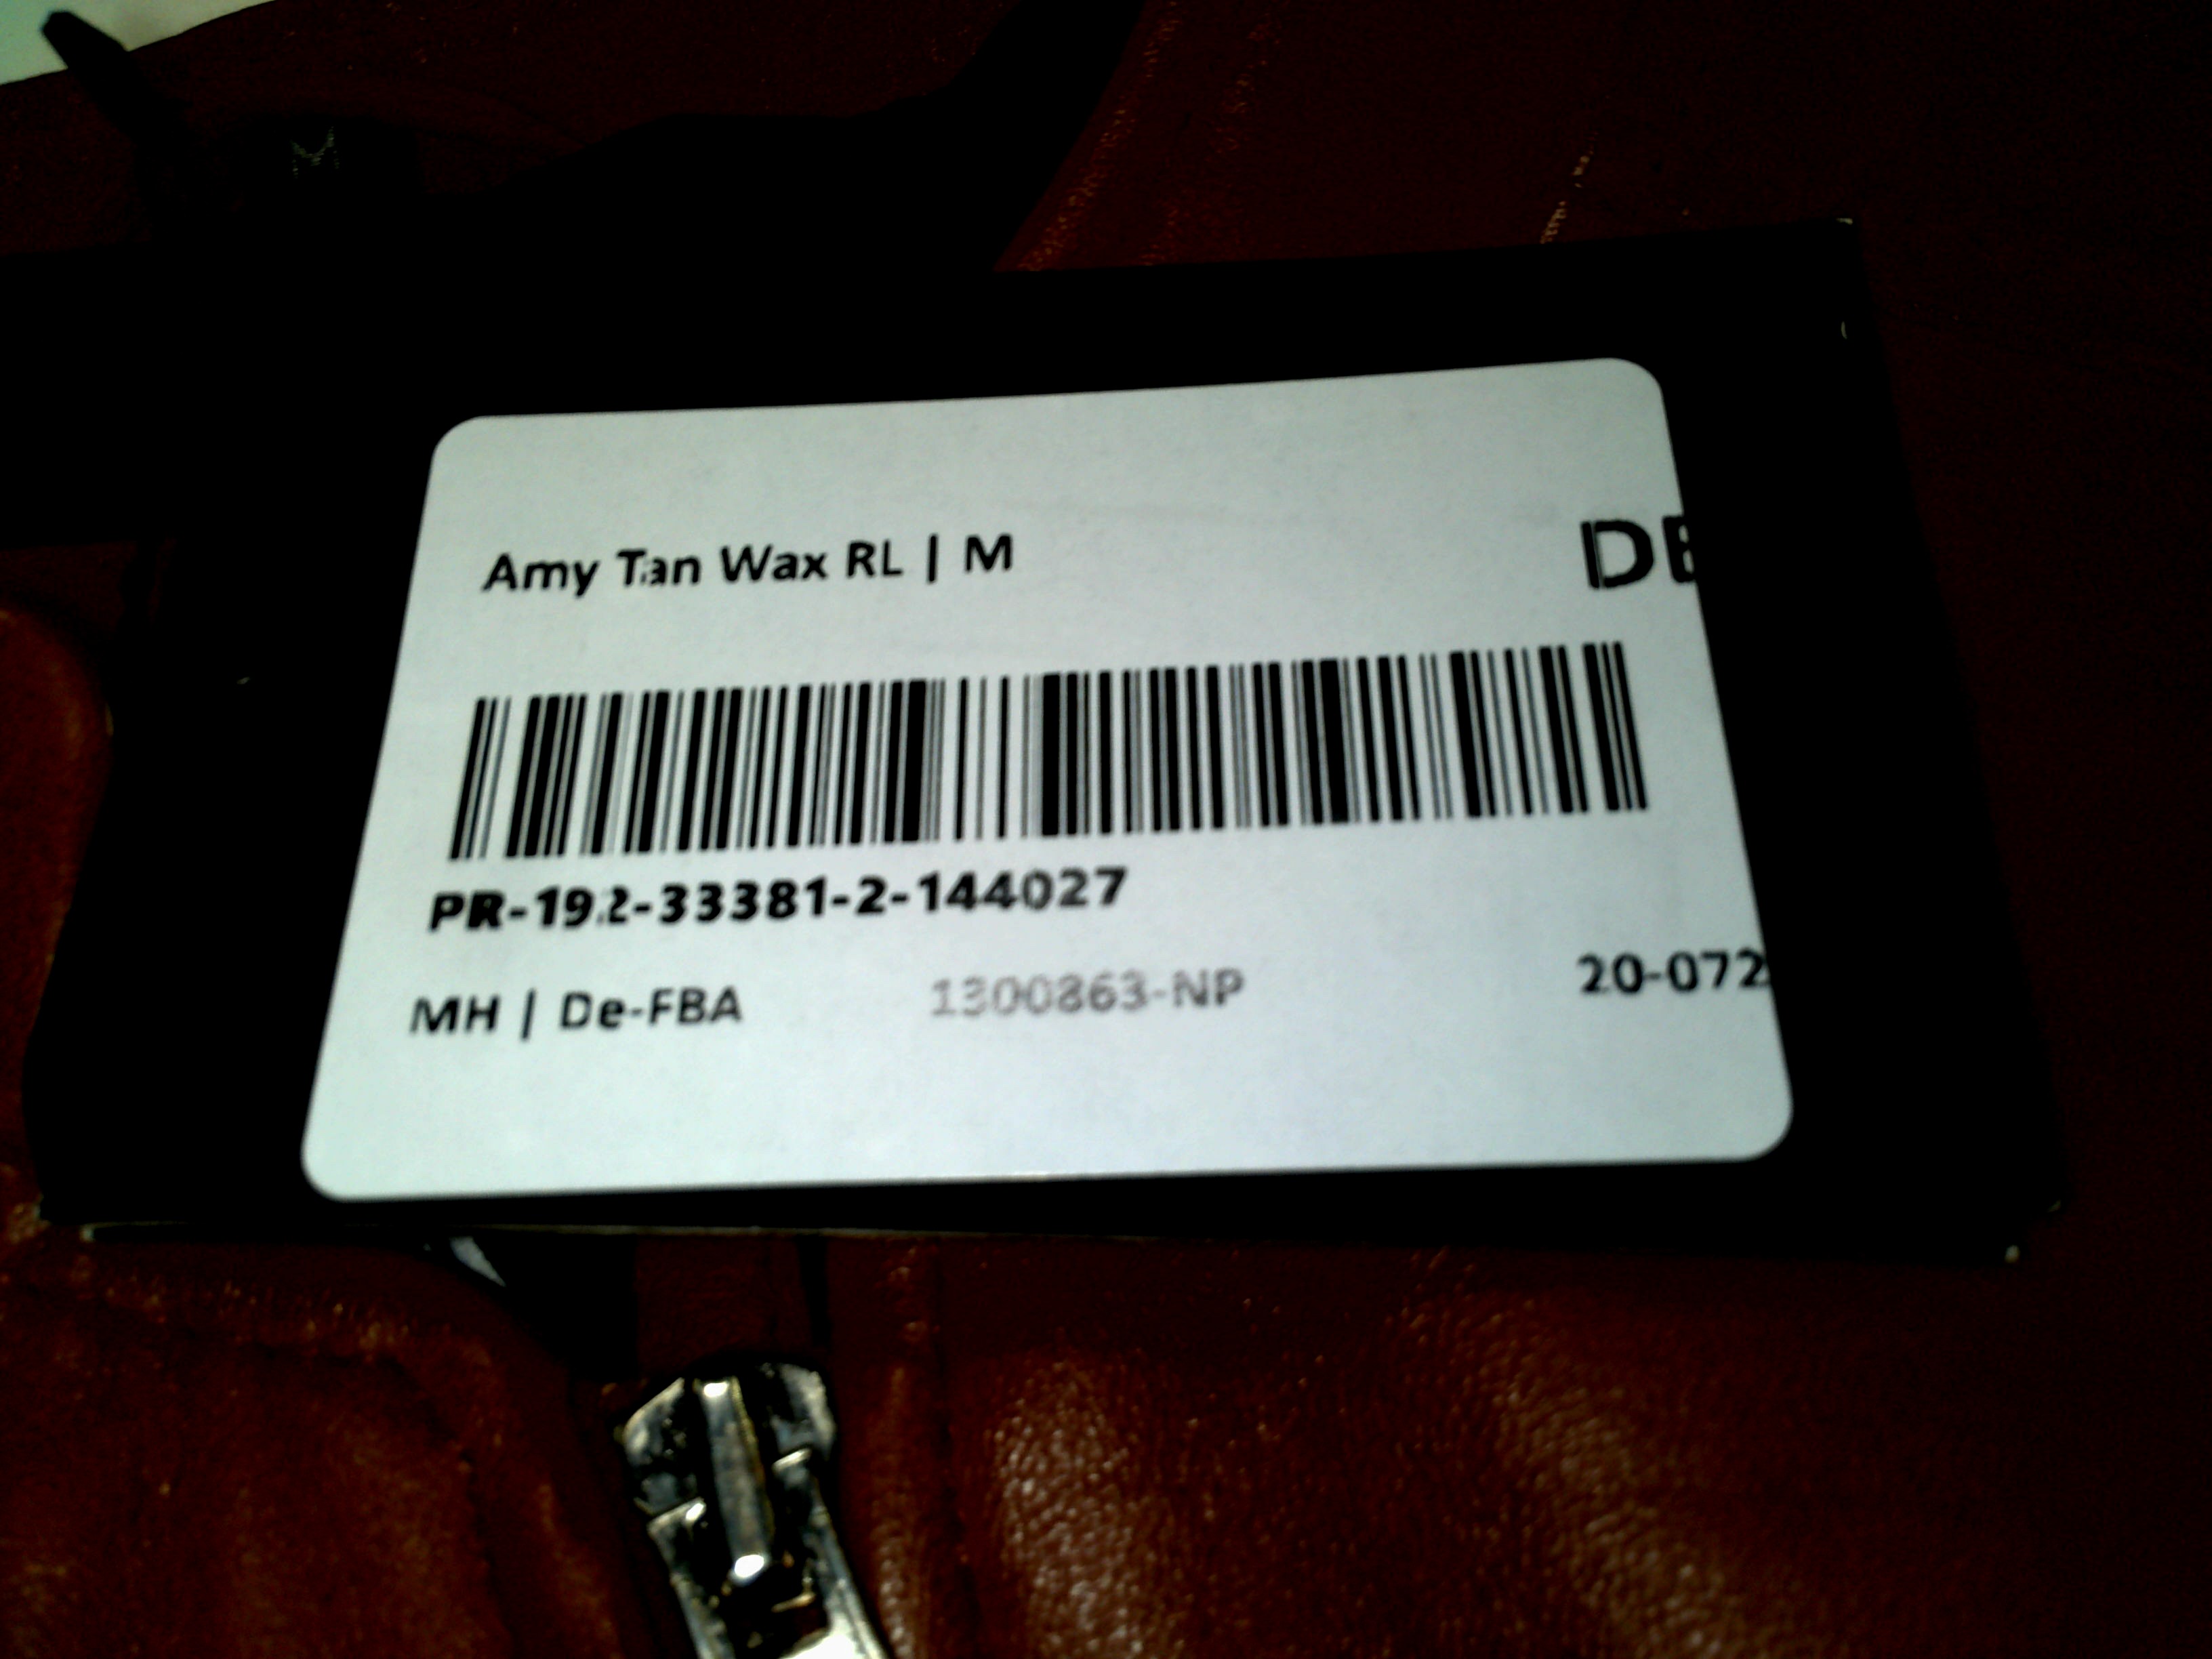 M
Amy Tan Wax RL | M
DE
PR-192-33381-2-144027
MH | De-FBA 1300863-NP 20-072